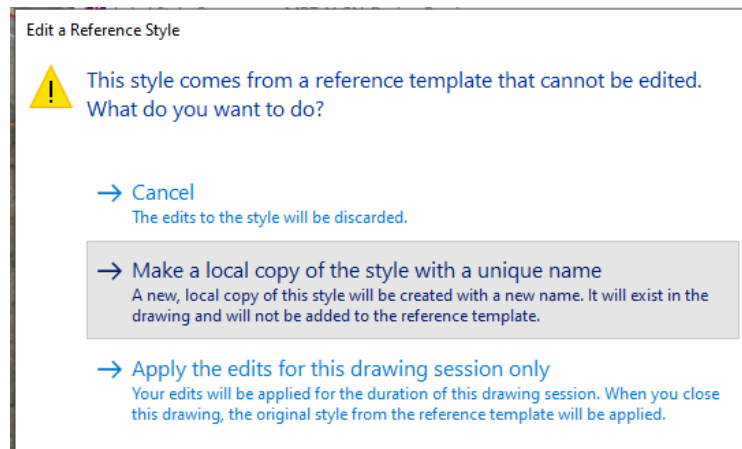 Edit a Reference Style
This style comes from a reference template that cannot be edited.
What do you want to do?
Cancel
The edits to the style will be discarded.
Make a local copy of the style with a unique name
A new, local copy of this style will be created with a new name. It will exist in the
drawing and will not be added to the reference template.
Apply the edits for this drawing session only
Your edits will be applied for the duration of this drawing session. When you close
this drawing, the original style from the reference template will be applied.